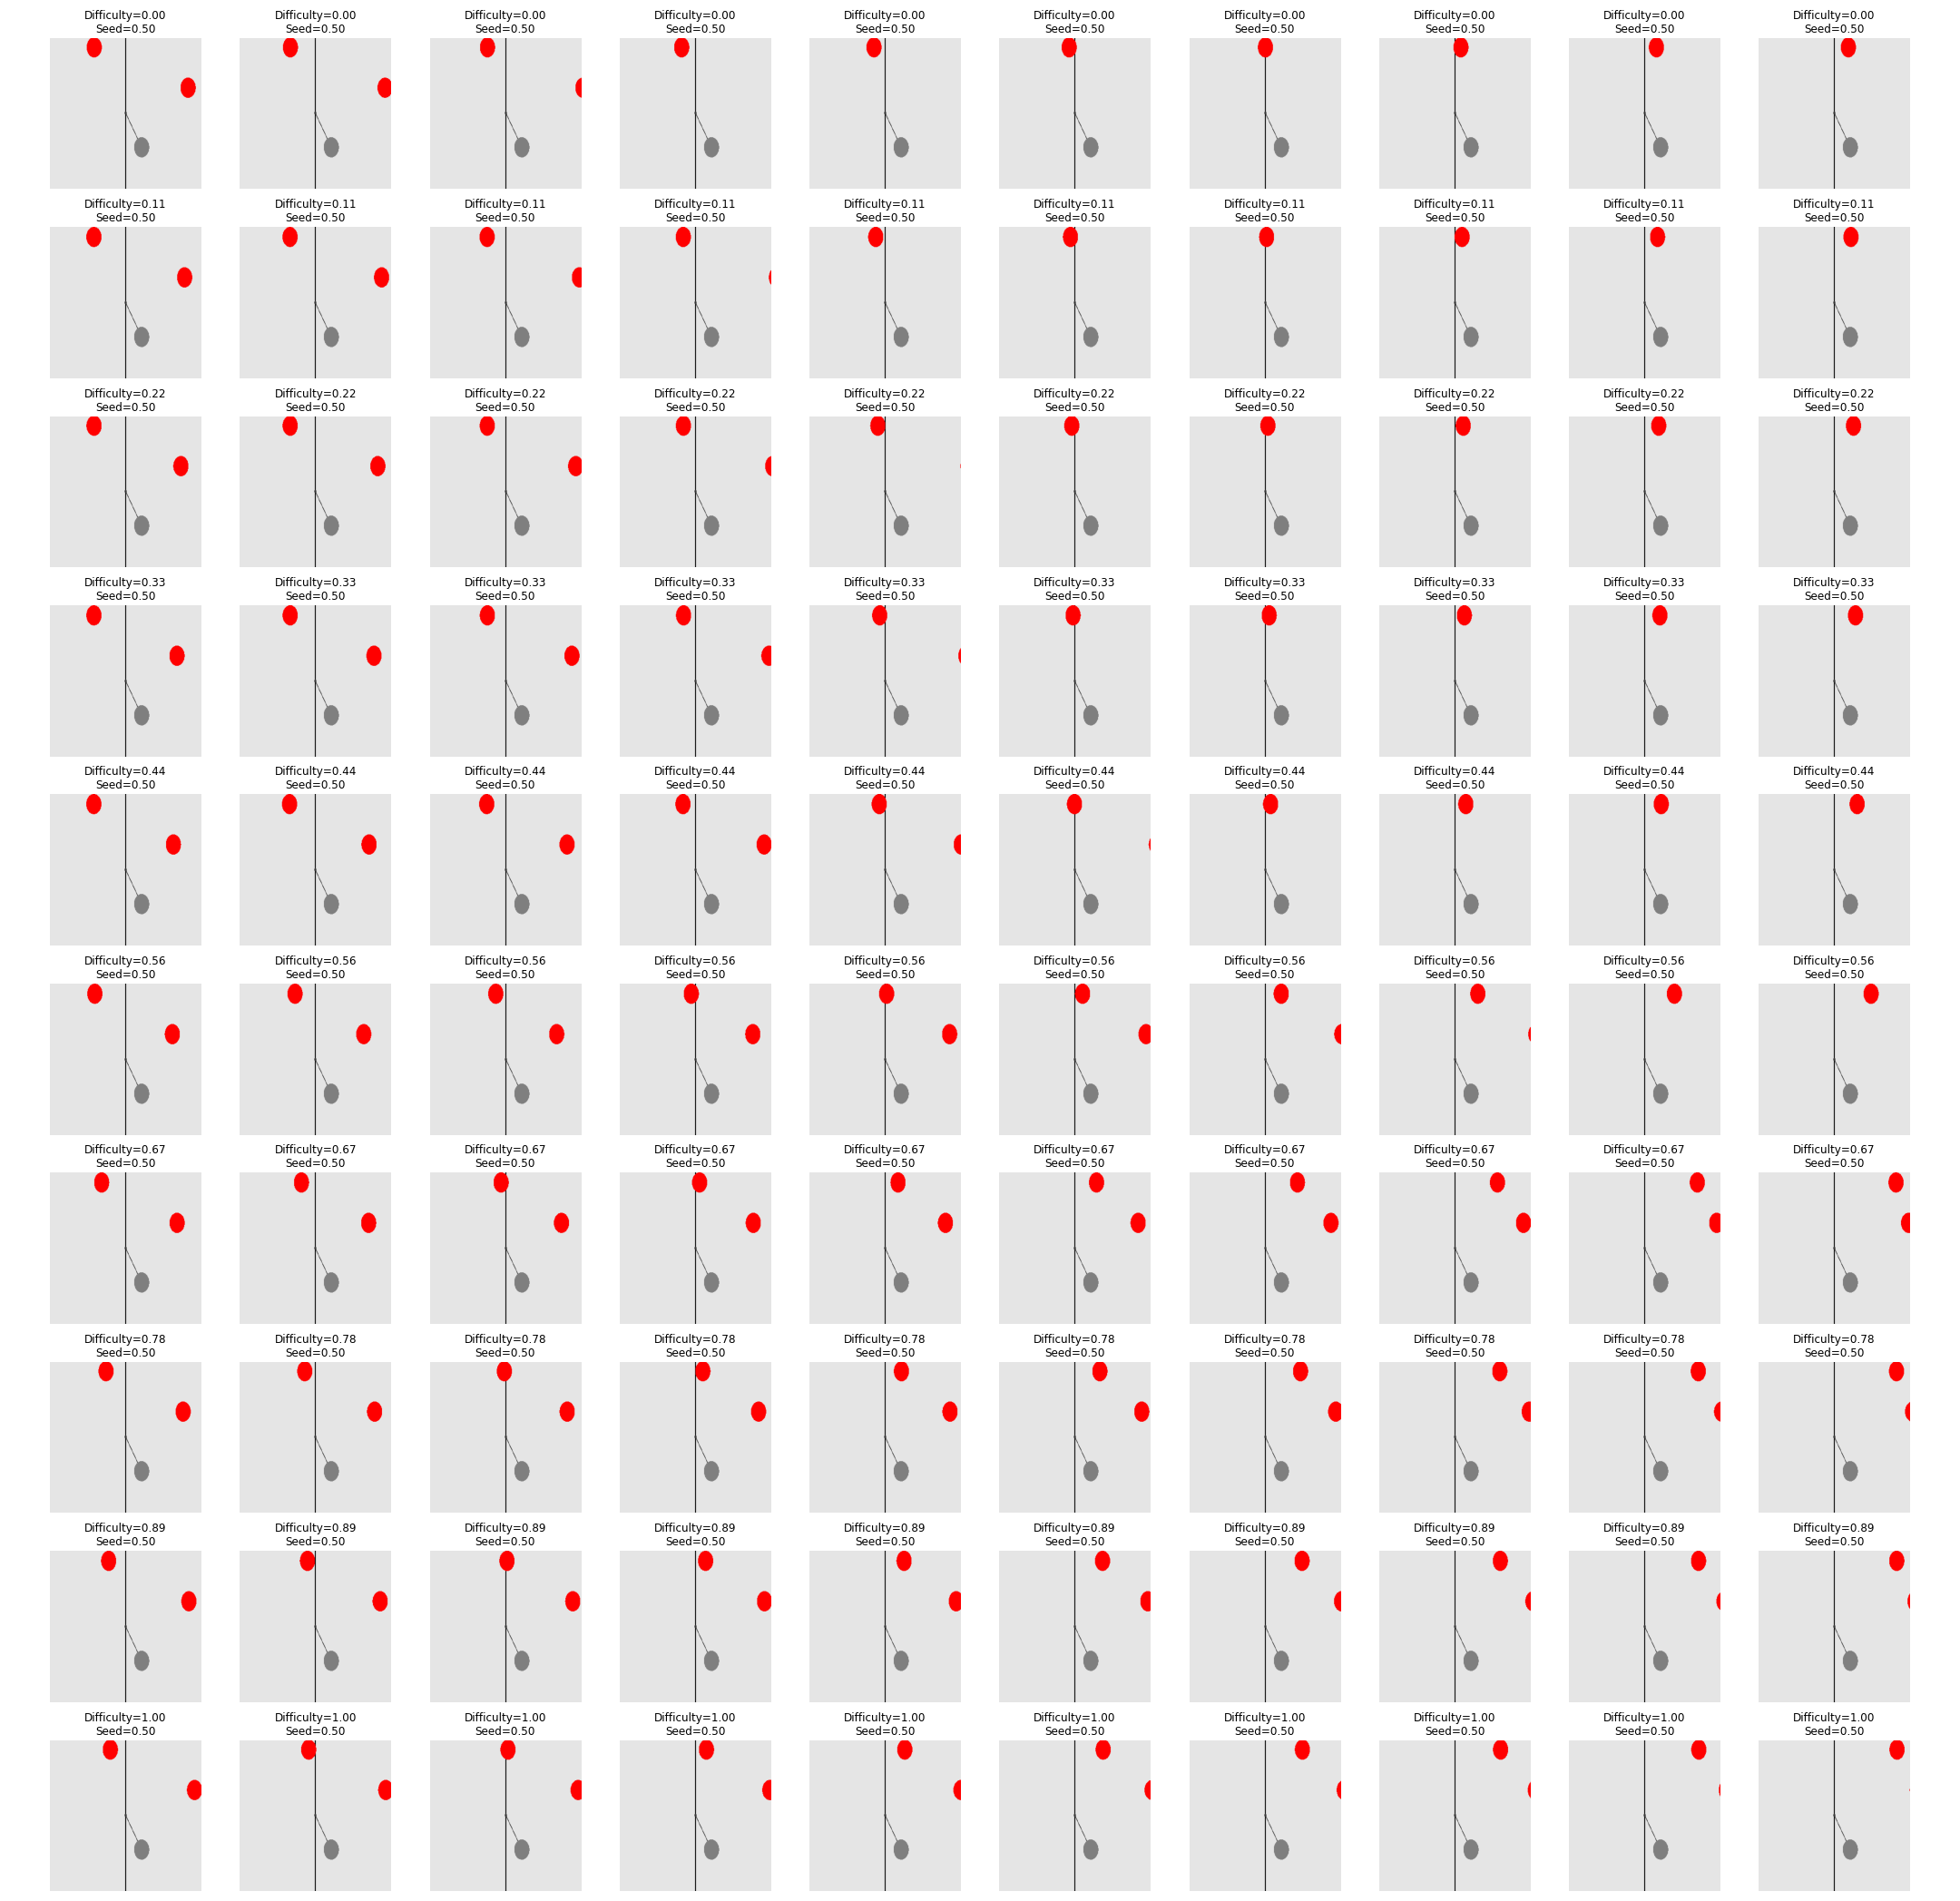 Difficulty=0.00 Difficulty=0.00 Difficulty=0.00 Difficulty=0.00 Difficulty=0.00 Difficulty=0.00 Difficulty=0.00 Difficulty=0.00 Difficulty=0.00 Difficulty=0.00
Seed=0.50 Seed=0.50 Seed=0.50 Seed=0.50 Seed=0.50 Seed=0.50 Seed=0.50 Seed=0.50 Seed=0.50 Seed=0.50
Difficulty=0.11 Difficulty=0.11 Difficulty=0.11 Difficulty=0.11 Difficulty=0.11 Difficulty=0.11 Difficulty=0.11 Difficulty=0.11 Difficulty=0.11 Difficulty=0.11
Seed=0.50 Seed=0.50 Seed=0.50 Seed=0.50 Seed=0.50 Seed=0.50 Seed=0.50 Seed=0.50 Seed=0.50 Seed=0.50
Difficulty=0.22 Difficulty=0.22 Difficulty=0.22 Difficulty=0.22 Difficulty=0.22 Difficulty=0.22 Difficulty=0.22 Difficulty=0.22 Difficulty=0.22 Difficulty=0.22
Seed=0.50 Seed=0.50 Seed=0.50 Seed=0.50 Seed=0.50 Seed=0.50 Seed=0.50 Seed=0.50 Seed=0.50 Seed=0.50
Difficulty=0.33 Difficulty=0.33 Difficulty=0.33 Difficulty=0.33 Difficulty=0.33 Difficulty=0.33 Difficulty=0.33 Difficulty=0.33 Difficulty=0.33 Difficulty=0.33
Seed=0.50 Seed=0.50 Seed=0.50 Seed=0.50 Seed=0.50 Seed=0.50 Seed=0.50 Seed=0.50 Seed=0.50 Seed=0.50
Difficulty=0.44 Difficulty=0.44 Difficulty=0.44 Difficulty=0.44 Difficulty=0.44 Difficulty=0.44 Difficulty=0.44 Difficulty=0.44 Difficulty=0.44 Difficulty=0.44
Seed=0.50 Seed=0.50 Seed=0.50 Seed=0.50 Seed=0.50 Seed=0.50 Seed=0.50 Seed=0.50 Seed=0.50 Seed=0.50
Difficulty=0.56 Difficulty=0.56 Difficulty=0.56 Difficulty=0.56 Difficulty=0.56 Difficulty=0.56 Difficulty=0.56 Difficulty=0.56 Difficulty=0.56 Difficulty=0.56
Seed=0.50 Seed=0.50 Seed=0.50 Seed=0.50 Seed=0.50 Seed=0.50 Seed=0.50 Seed=0.50 Seed=0.50 Seed=0.50
Difficulty=0.67 Difficulty=0.67 Difficulty=0.67 Difficulty=0.67 Difficulty=0.67 Difficulty=0.67 Difficulty=0.67 Difficulty=0.67 Difficulty=0.67 Difficulty=0.67
Seed=0.50 Seed=0.50 Seed=0.50 Seed=0.50 Seed=0.50 Seed=0.50 Seed=0.50 Seed=0.50 Seed=0.50 Seed=0.50
Difficulty=0.78 Difficulty=0.78 Difficulty=0.78 Difficulty=0.78 Difficulty=0.78 Difficulty=0.78 Difficulty=0.78 Difficulty=0.78 Difficulty=0.78 Difficulty=0.78
Seed=0.50 Seed=0.50 Seed=0.50 Seed=0.50 Seed=0.50 Seed=0.50 Seed=0.50 Seed=0.50 Seed=0.50 Seed=0.50
Difficulty=0.89 Difficulty=0.89 Difficulty=0.89 Difficulty=0.89 Difficulty=0.89 Difficulty=0.89 Difficulty=0.89 Difficulty=0.89 Difficulty=0.89 Difficulty=0.89
Seed=0.50 Seed=0.50 Seed=0.50 Seed=0.50 Seed=0.50 Seed=0.50 Seed=0.50 Seed=0.50 Seed=0.50 Seed=0.50
Difficulty=1.00 Difficulty=1.00 Difficulty=1.00 Difficulty=1.00 Difficulty=1.00 Difficulty=1.00 Difficulty=1.00 Difficulty=1.00 Difficulty=1.00 Difficulty=1.00
Seed=0.50 Seed=0.50 Seed=0.50 Seed=0.50 Seed=0.50 Seed=0.50 Seed=0.50 Seed=0.50 Seed=0.50 Seed=0.50